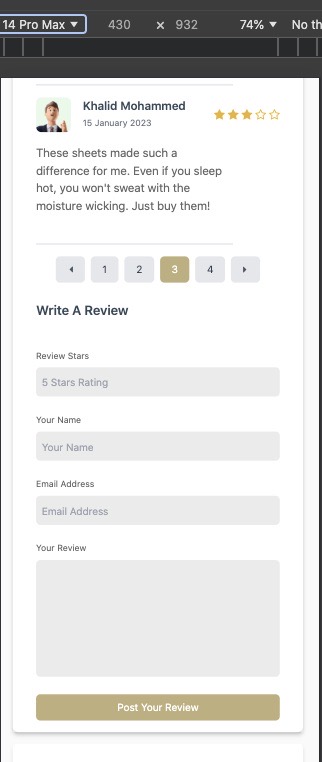 14 Pro Max ▼ 430 × 932 74% ▼ No th
Khalid Mohammed
15 January 2023
These sheets made such a
difference for me. Even if you sleep
hot, you won't sweat with the
moisture wicking. Just buy them!
1 2 3 4
Write A Review
Review Stars
5 Stars Rating
Your Name
Your Name
Email Address
Email Address
Your Review
Post Your Review